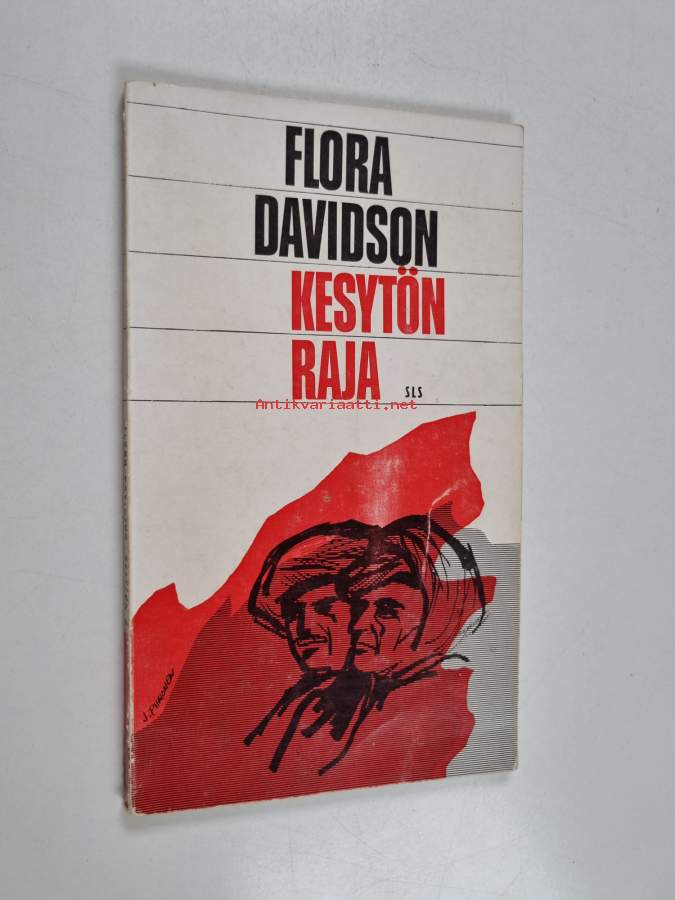 FLORA
DAVIDSON
KESYTÖN
RAJA
SLS
Antikvariaatti.net